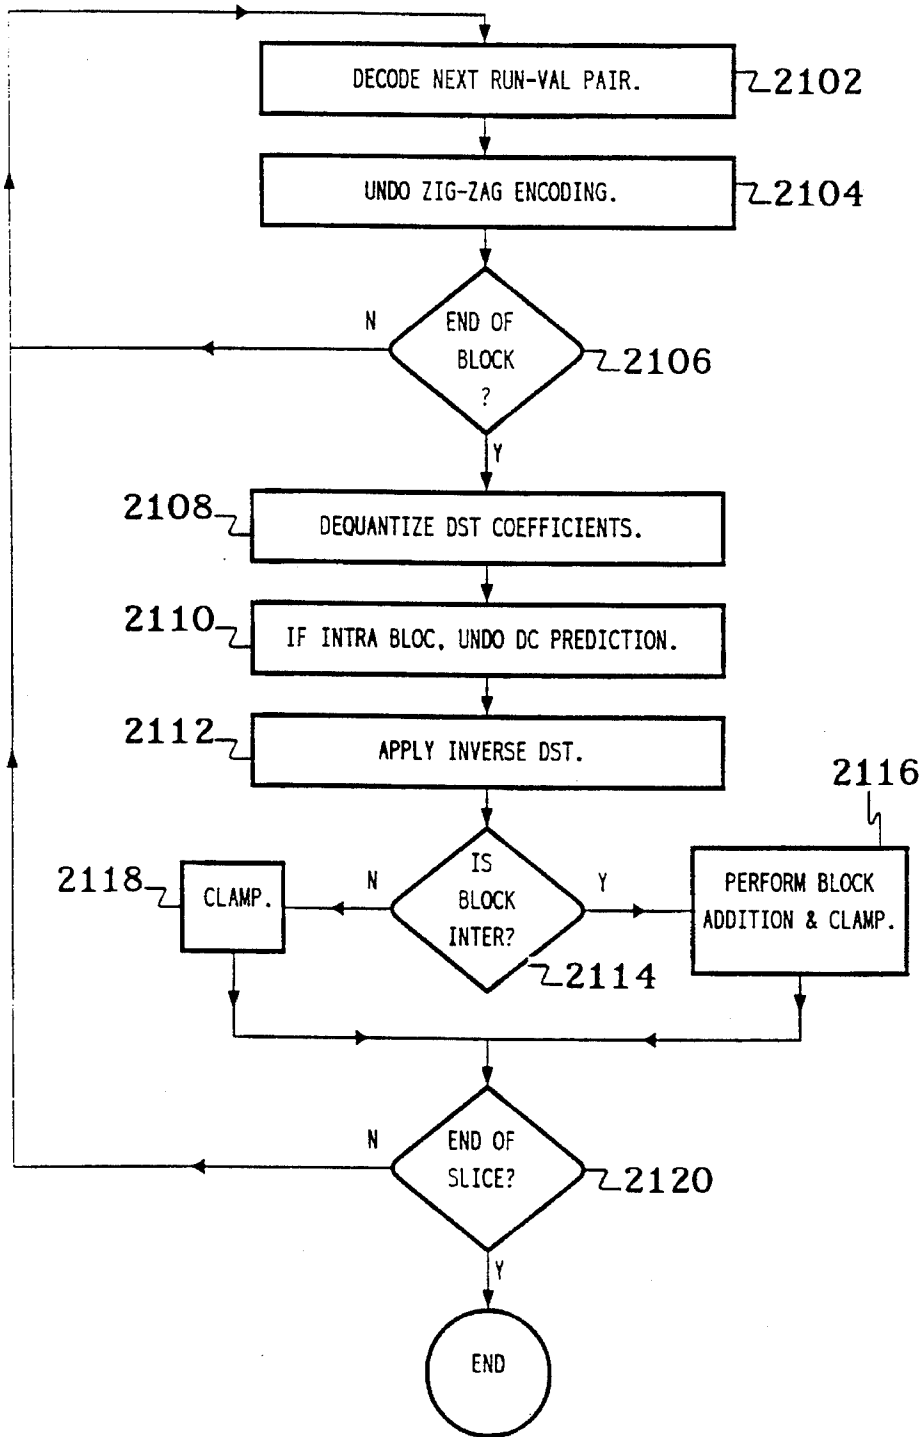 DECODE NEXT RUN-VAL PAIR.
2102
UNDO ZIG-ZAG ENCODING.
2104
N
END OF
BLOCK
?
2106
Y
2108
DEQUANTIZE DST COEFFICIENTS.
2110
IF INTRA BLOC, UNDO DC PREDICTION.
2112
APPLY INVERSE DST.
2116
2118
CLAMP.
N
IS
BLOCK
INTER?
Y
PERFORM BLOCK
ADDITION & CLAMP.
2114
N
END OF
SLICE?
2120
Y
END